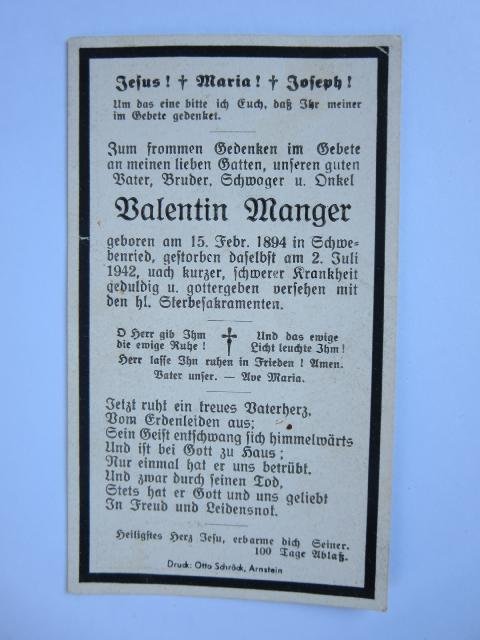 Jesus! † Maria! † Joseph!
Um das eine bitte ich Euch, daß Ihr meiner
im Gebete gedenket.
Zum frommen Gedenken im Gebete
an meinen lieben Gatten, unseren guten
Vater, Bruder, Schwager u. Onkel
Valentin Manger
geboren am 15. Febr. 1894 in Schwe-
benried, gestorben daselbst am 2. Juli
1942, uach kurzer, schwerer Krankheit
geduldig u. gottergeben versehen mit
den hl. Sterbesakramenten.
O Herr gib Ihm
die ewige Ruhe!
†
Und das ewige
Licht leuchte Ihm!
Herr lasse Ihn ruhen in Frieden! Amen.
Vater unser. — Ave Maria.
Jetzt ruht ein treues Vaterherz,
Vom Erdenleiden aus;
Sein Geist entschwang sich himmelwärts
Und ist bei Gott zu Haus;
Nur einmal hat er uns betrübt.
Und zwar durch seinen Tod,
Stets hat er Gott und uns geliebt
In Freud und Leidensnot.
Heiligstes Herz Jesu, erbarme dich Seiner.
100 Tage Ablaß.
Druck: Otto Schröck, Arnstein